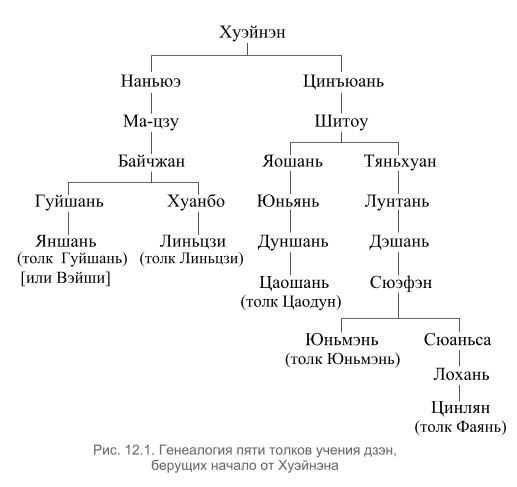 Хуэйнэн
Наньюэ Цинъюань
Ма-цзу Шитоу
Байчжан Яошань Тяньхуан
Гуйшань Хуанбо Юньянь Лунтань
Яншань Линьцзи Дуншань Дэшань
(толк Гуйшань) (толк Линьцзи)
[или Вэйши] Цаошань Сюэфэн
(толк Цаодун)
Юньмэнь Сюаньса
(толк Юньмэнь)
Лохань
Цинлян
(толк Фаянь)
Рис. 12.1. Генеалогия пяти толков учения дзэн,
берущих начало от Хуэйнэна